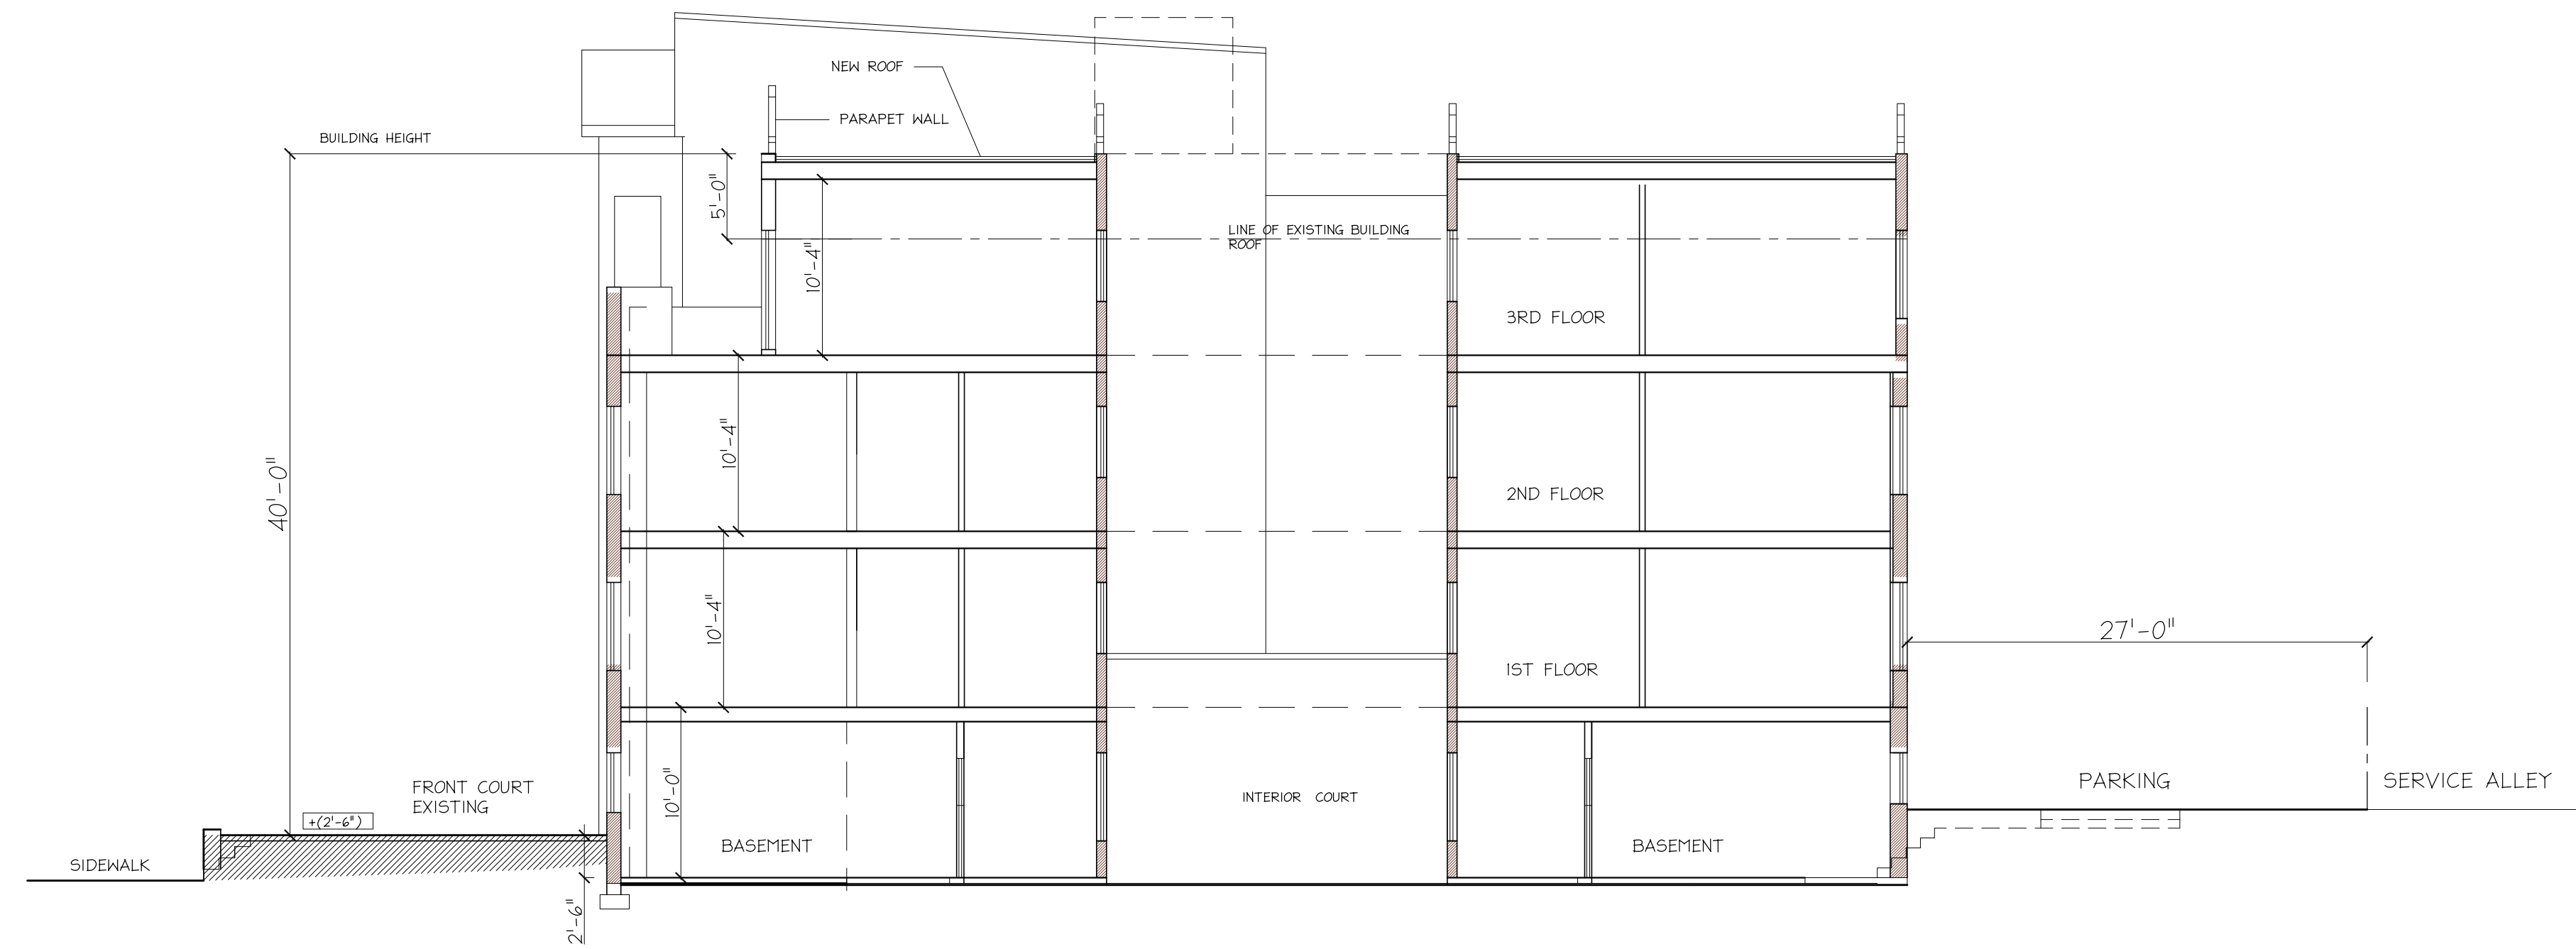 NEW ROOF
PARAPET WALL
BUILDING HEIGHT
5'-0"
10'-4"
LINE OF EXISTING BUILDING
ROOF
3RD FLOOR
10'-4"
2ND FLOOR
40'-0"
10'-4"
1ST FLOOR
27'-0"
FRONT COURT
EXISTING
10'-0"
INTERIOR COURT
PARKING
SERVICE ALLEY
+(2'-6")
BASEMENT
BASEMENT
SIDEWALK
2'-6"